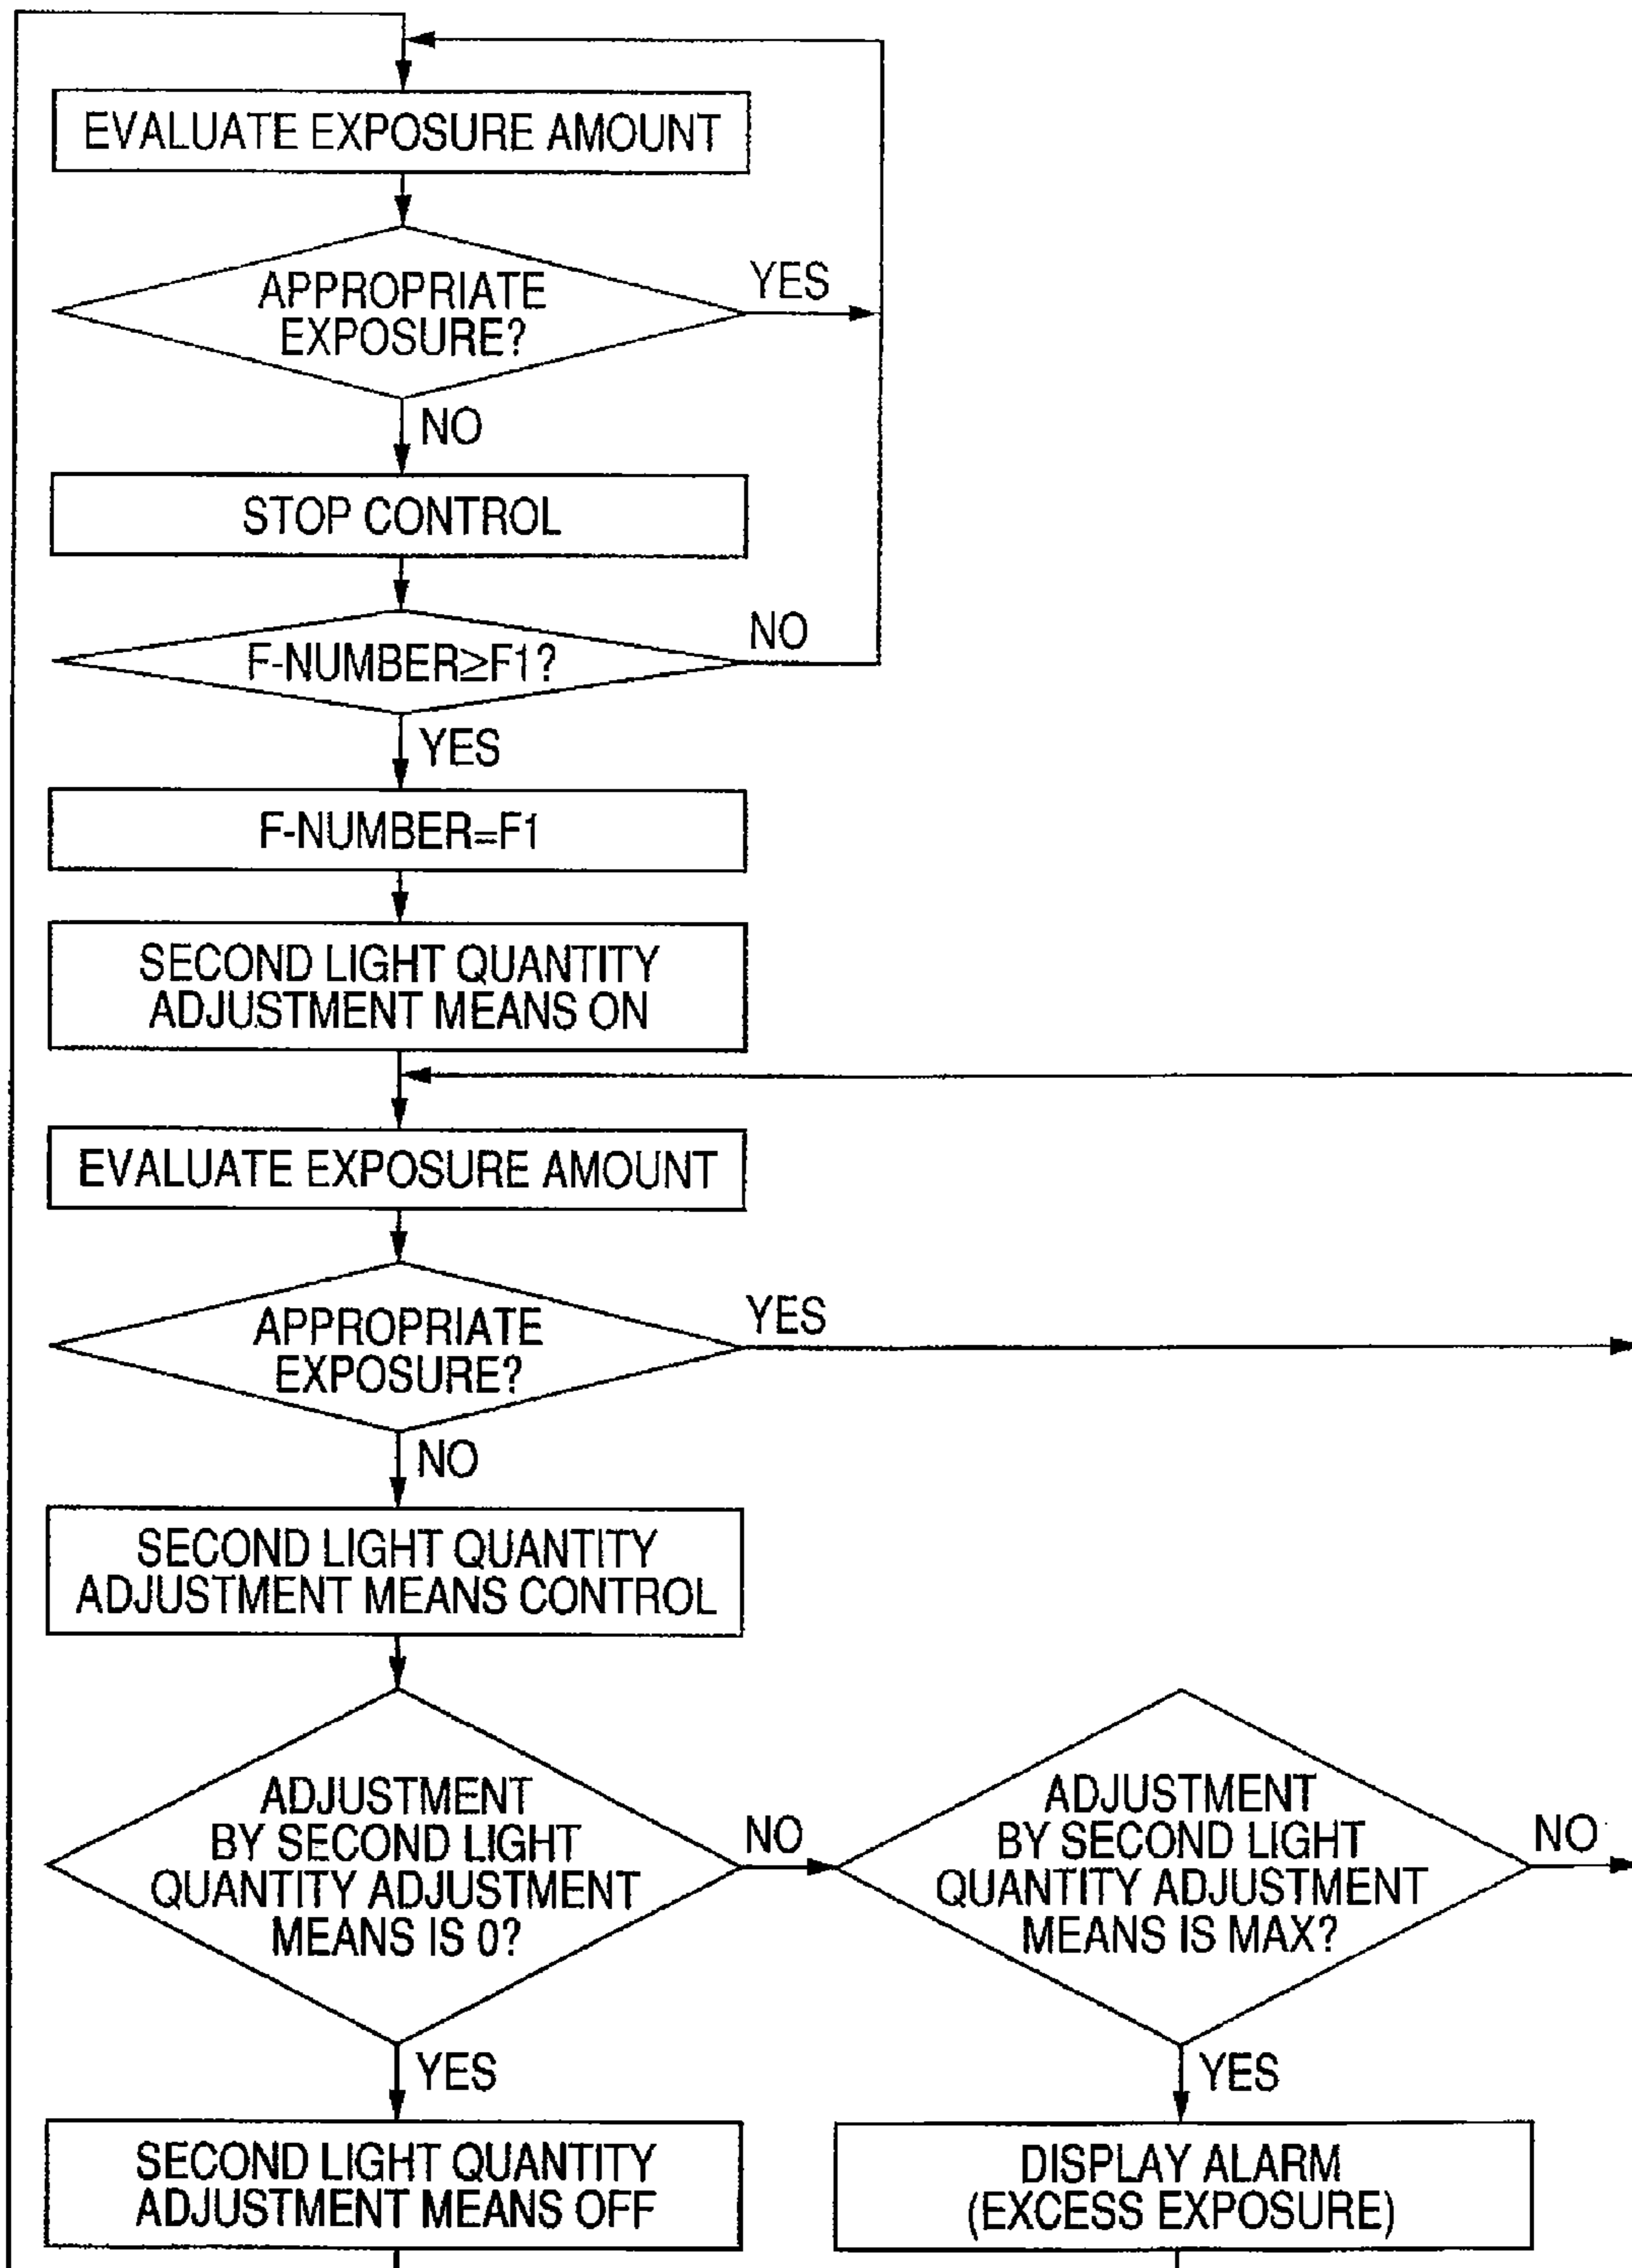 EVALUATE EXPOSURE AMOUNT
APPROPRIATE
EXPOSURE?
YES
NO
STOP CONTROL
F-NUMBER≥F1?
NO
YES
F-NUMBER=F1
SECOND LIGHT QUANTITY
ADJUSTMENT MEANS ON
EVALUATE EXPOSURE AMOUNT
APPROPRIATE
EXPOSURE?
YES
NO
SECOND LIGHT QUANTITY
ADJUSTMENT MEANS CONTROL
ADJUSTMENT
BY SECOND LIGHT
QUANTITY ADJUSTMENT
MEANS IS 0?
NO
ADJUSTMENT
BY SECOND LIGHT
QUANTITY ADJUSTMENT
MEANS IS MAX?
NO
YES
YES
SECOND LIGHT QUANTITY
ADJUSTMENT MEANS OFF
DISPLAY ALARM
(EXCESS EXPOSURE)